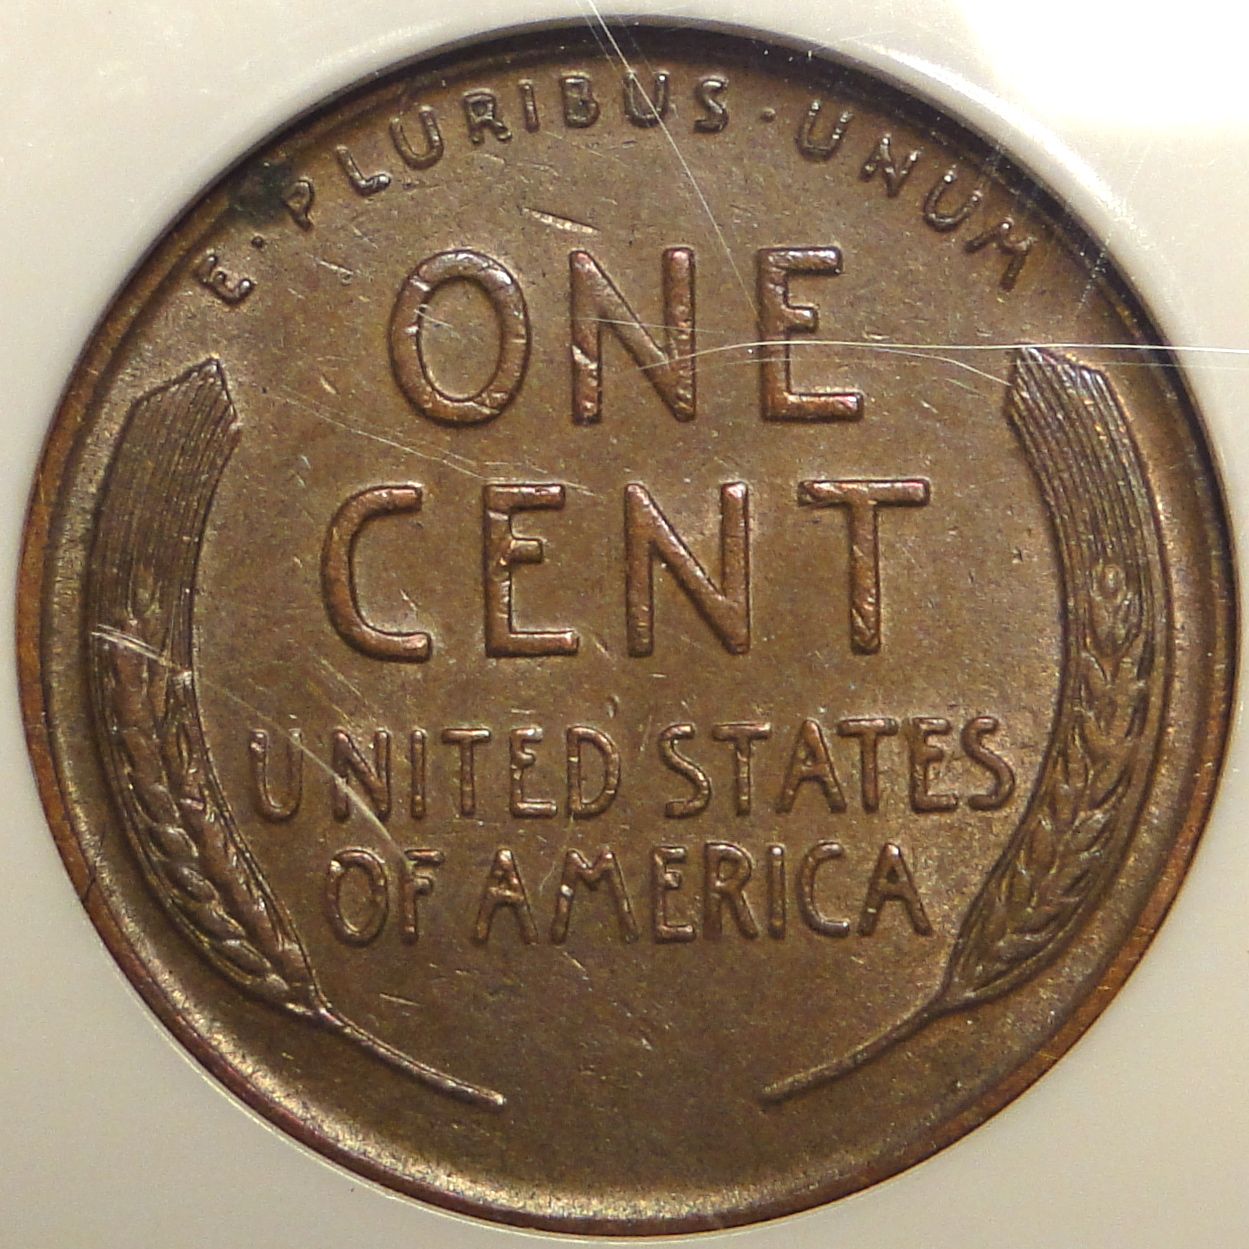 E · PLURIBUS · UNUM
ONE
CENT
UNITED STATES
OF AMERICA